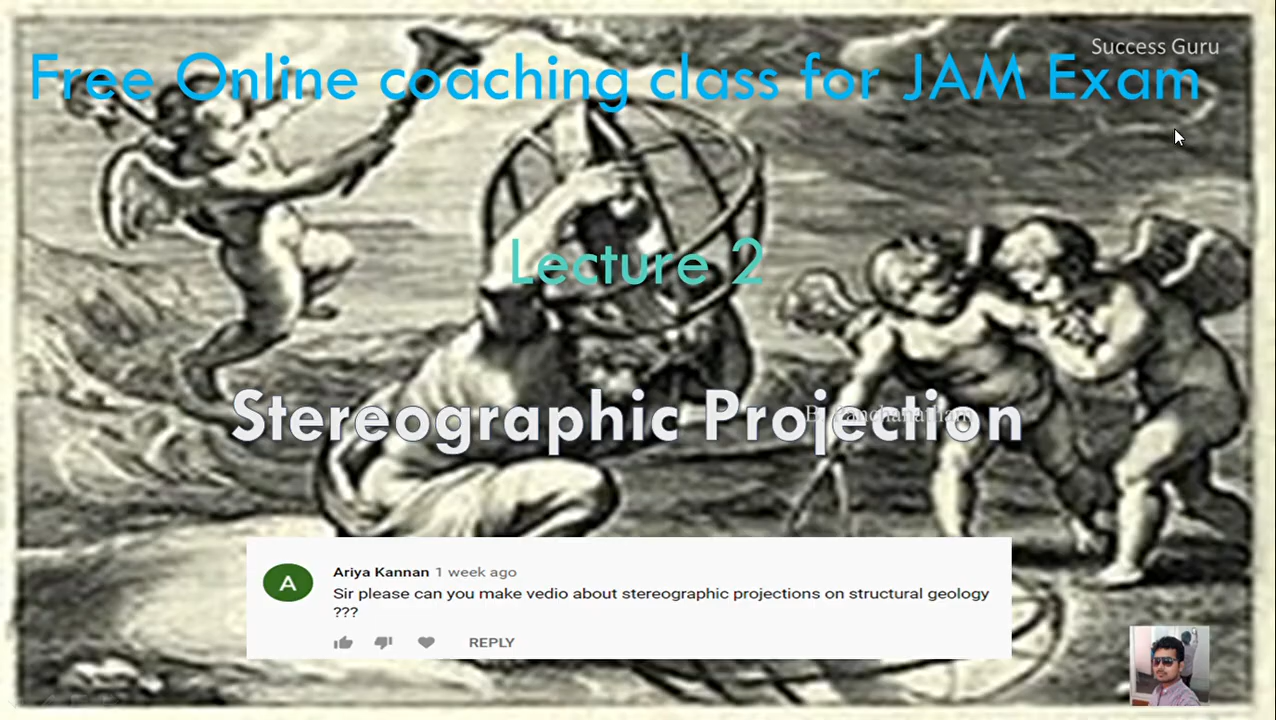 Success Guru
Free Online coaching class for JAM Exam
Lecture 2
Stereographic Projection
Ariya Kannan 1 week ago
Sir please can you make vedio about stereographic projections on structural geology
???
REPLY
A